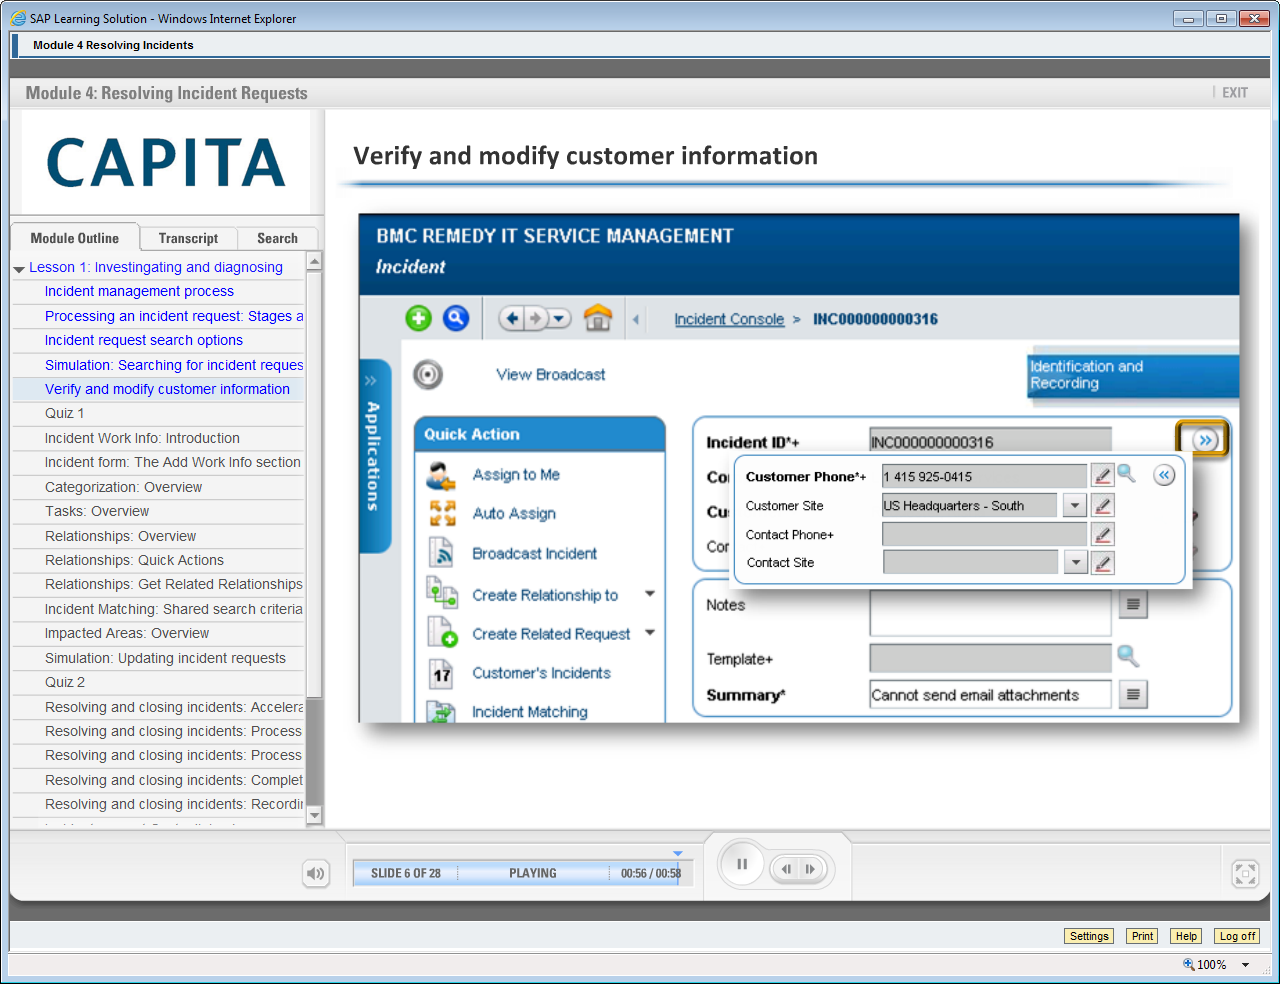 SAP Learning Solution - Windows Internet Explorer
Module 4 Resolving Incidents
Module 4: Resolving Incident Requests
EXIT
CAPITA
Module Outline
Transcript
Search
Lesson 1: Investingating and diagnosing
Incident management process
Processing an incident request: Stages a
Incident request search options
Simulation: Searching for incident reques
Verify and modify customer information
Quiz 1
Incident Work Info: Introduction
Incident form: The Add Work Info section
Categorization: Overview
Tasks: Overview
Relationships: Overview
Relationships: Quick Actions
Relationships: Get Related Relationships
Incident Matching: Shared search criteria
Impacted Areas: Overview
Simulation: Updating incident requests
Quiz 2
Resolving and closing incidents: Accelera
Resolving and closing incidents: Process
Resolving and closing incidents: Process
Resolving and closing incidents: Complet
Resolving and closing incidents: Recordin
Verify and modify customer information
BMC REMEDY IT SERVICE MANAGEMENT
Incident
Incident Console > INC000000000316
View Broadcast
Identification and
Recording
Applications
Quick Action
Assign to Me
Auto Assign
Broadcast Incident
Create Relationship to
Create Related Request
17
Customer's Incidents
Incident Matching
Incident ID*+ INC000000000316
Co
Cu
Cor
Customer Phone*+ 1 415 925-0415
Customer Site US Headquarters - South
Contact Phone+
Contact Site
Notes
Template+
Summary* Cannot send email attachments
SLIDE 6 OF 28
PLAYING
00:56 / 00:58
Settings
Print
Help
Log off
100%